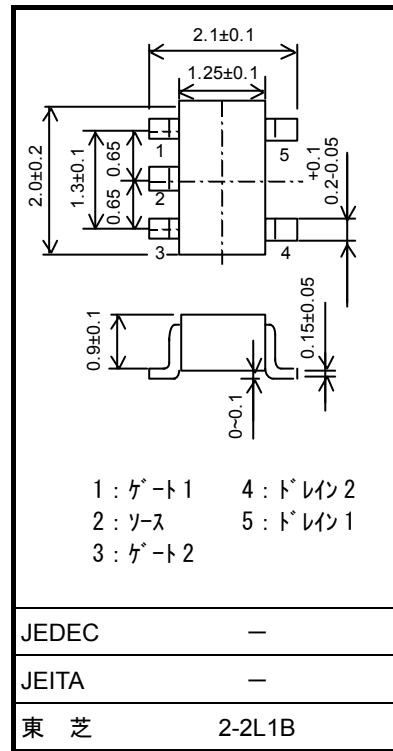 2.1±0.1
1.25±0.1
2.0±0.2
1.3±0.1
0.65
0.65
1
2
3
5
4
+0.1
0.2-0.05
0.9±0.1
0.15±0.05
0~0.1
1 : ｹﾞｰﾄ 1 4 : ﾄﾞﾚｲﾝ 2
2 : ｿｰｽ 5 : ﾄﾞﾚｲﾝ 1
3 : ｹﾞｰﾄ 2
JEDEC －
JEITA －
東 芝 2-2L1B